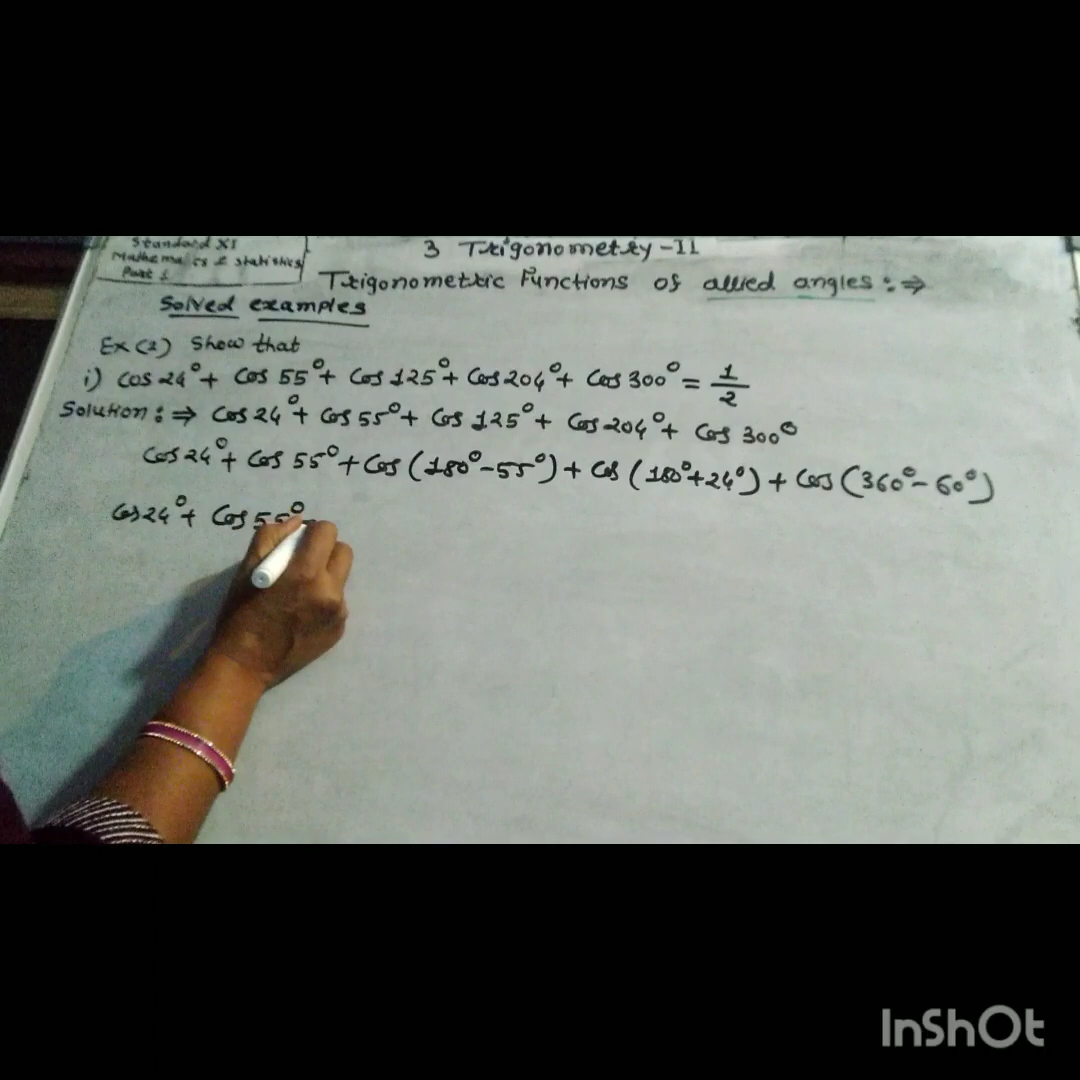 Standard XI
Mathematics & statistics
Part 1
3 Trigonometry-II
Trigonometric Functions of allied angles :⇒
Solved examples
Ex (2) Show that
i) cos 24° + cos 55° + cos 125° + cos 204° + cos 300° = 1/2
Solution :⇒ cos 24° + cos 55° + cos 125° + cos 204° + cos 300°
cos 24° + cos 55° + cos (180° - 55°) + cos (180° + 24°) + cos (360° - 60°)
cos 24° + cos 55°
InShOt